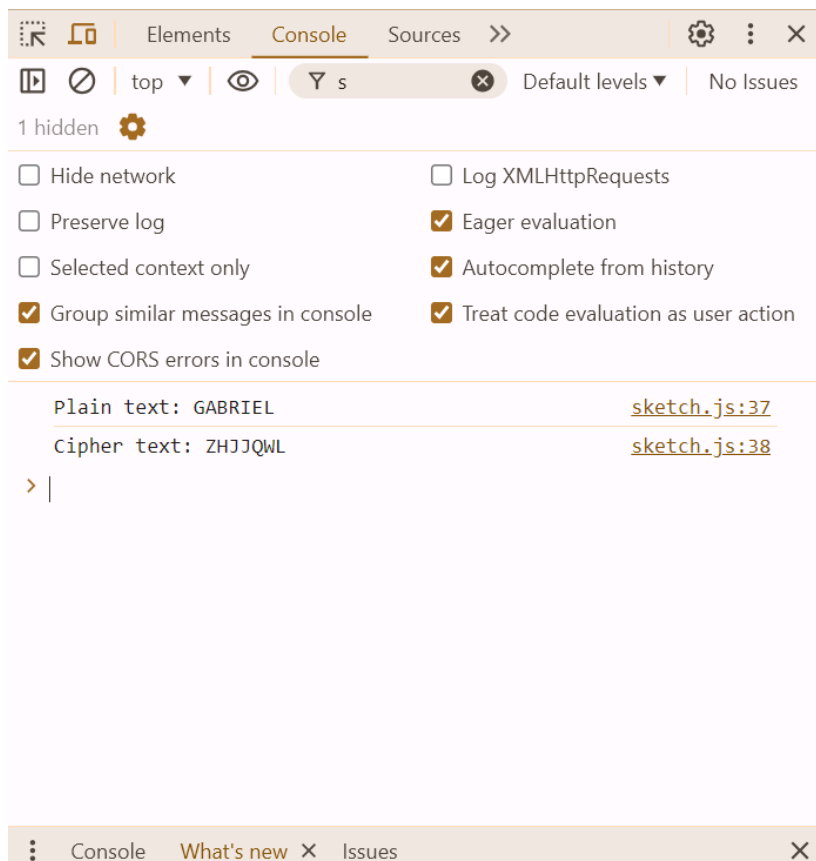 Elements Console Sources
top s Default levels No Issues
1 hidden
Hide network Log XMLHttpRequests
Preserve log Eager evaluation
Selected context only Autocomplete from history
Group similar messages in console Treat code evaluation as user action
Show CORS errors in console
Plain text: GABRIEL sketch.js:37
Cipher text: ZHJJQWL sketch.js:38
Console What's new Issues